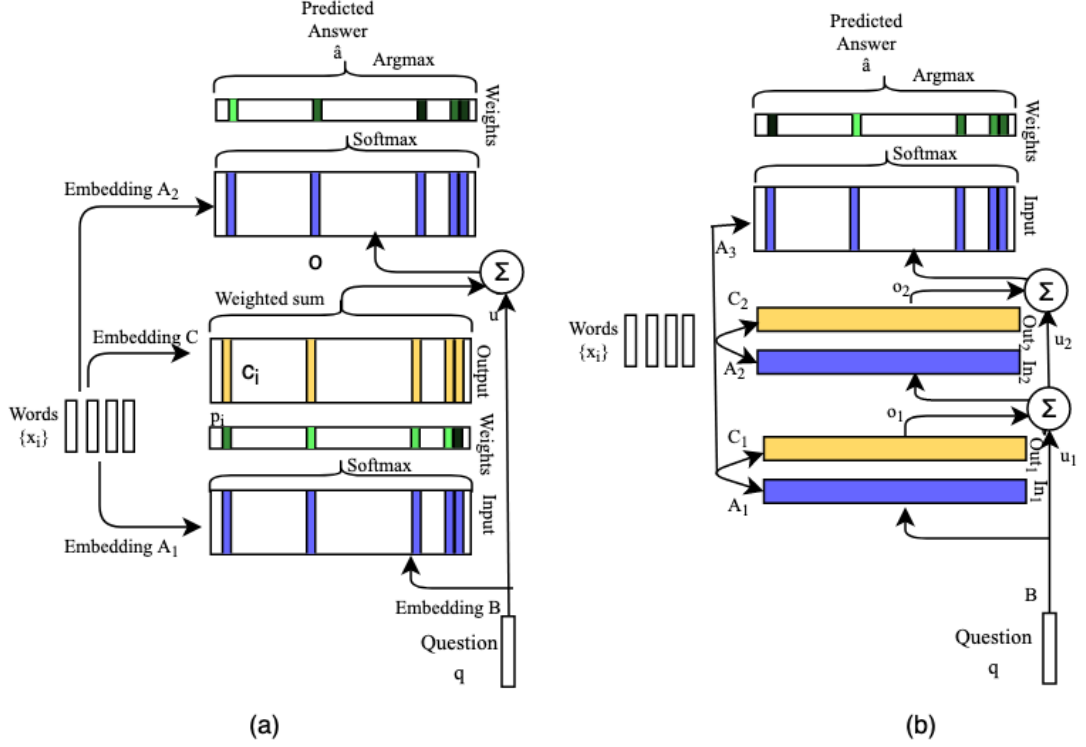 Predicted
Answer
â
Argmax
Weights
Softmax
Embedding A2
O
Σ
Weighted sum
u
Embedding C
Output
Ci
Words
{xi}
pi
Weights
Softmax
Input
Embedding A1
Embedding B
Question
q
(a)
Predicted
Answer
â
Argmax
Weights
Softmax
Input
A3
o2
Σ
C2
Out2
u2
Words
{xi}
A2
In2
o1
Σ
C1
Out1
u1
A1
In1
B
Question
q
(b)